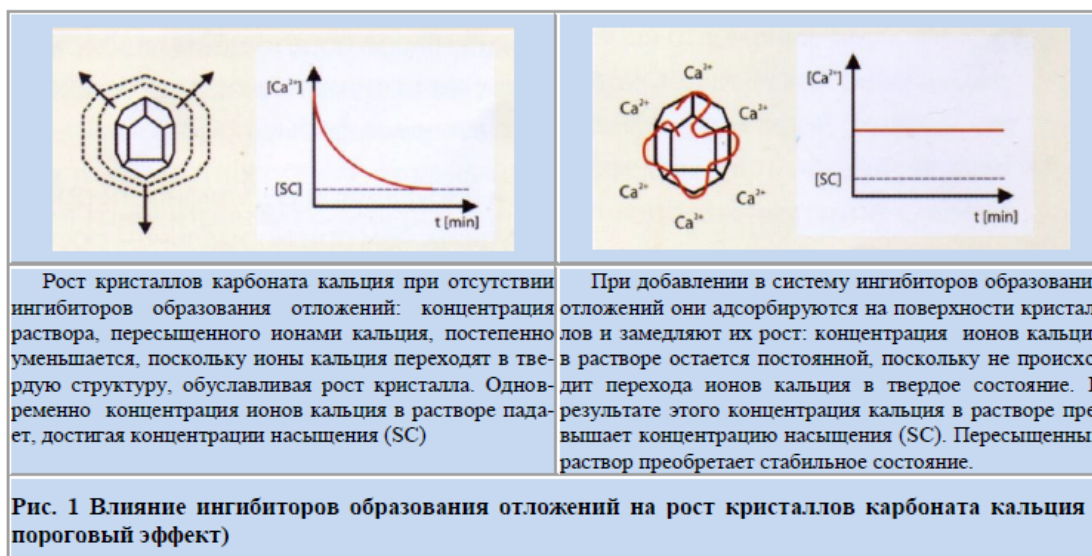 [Ca²⁺]
[SC]
t [min]
Ca²⁺
Ca²⁺
Ca²⁺
Ca²⁺
Ca²⁺
Ca²⁺
Ca²⁺
[Ca²⁺]
[SC]
t [min]
Рост кристаллов карбоната кальция при отсутствии
ингибиторов образования отложений: концентрация
раствора, пересыщенного ионами кальция, постепенно
уменьшается, поскольку ионы кальция переходят в тве-
рдую структуру, обуславливая рост кристалла. Однов-
ременно концентрация ионов кальция в растворе пада-
ет, достигая концентрации насыщения (SC)
При добавлении в систему ингибиторов образовани
отложений они адсорбируются на поверхности кристал
лов и замедляют их рост: концентрация ионов кальци
в растворе остается постоянной, поскольку не происхо
дит перехода ионов кальция в твердое состояние.
результате этого концентрация кальция в растворе пре
вышает концентрацию насыщения (SC). Пересыщенны
раствор преобретает стабильное состояние.
Рис. 1 Влияние ингибиторов образования отложений на рост кристаллов карбоната кальция
пороговый эффект)